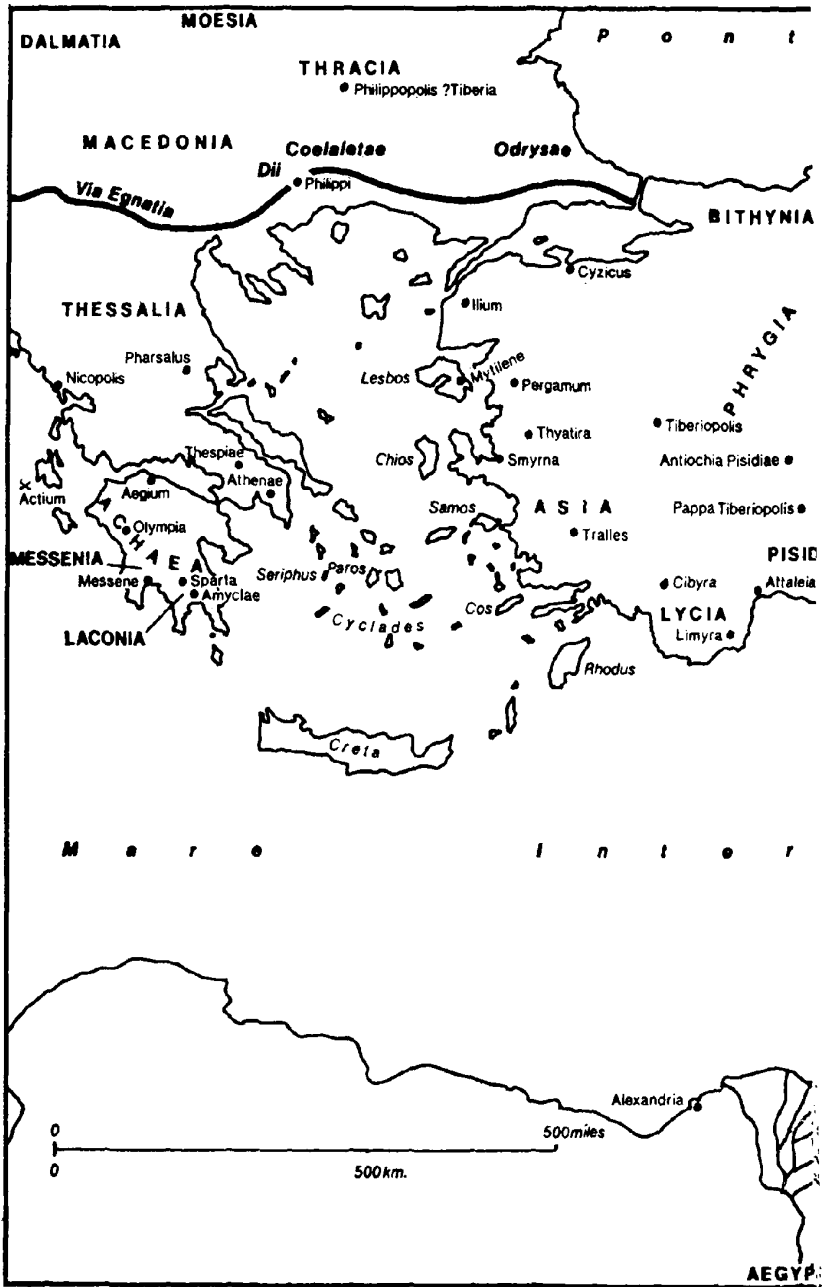 MOESIA
DALMATIA
P o n t
THRACIA
Philippopolis ?Tiberia
MACEDONIA
Coelaletae
Odrysae
Dii
Philippi
Via Egnatia
BITHYNIA
Cyzicus
Ilium
THESSALIA
PHRYGIA
Pharsalus
Nicopolis
Lesbos
Mytilene
Pergamum
Tiberiopolis
Thyatira
Thespiae
Chios
Smyrna
Antiochia Pisidiae
Athenae
Aegium
x
Actium
Samos
ASIA
Pappa Tiberiopolis
ACHAEA
Olympia
Tralles
MESSENIA
PISID
Messene
Sparta
Seriphus
Paros
Cibyra
Attaleia
Amyclae
Cos
LYCIA
Cyclades
LACONIA
Limyra
Rhodus
Creta
M a r e I n t e r
Alexandria
0 500miles
0 500km.
AEGYP